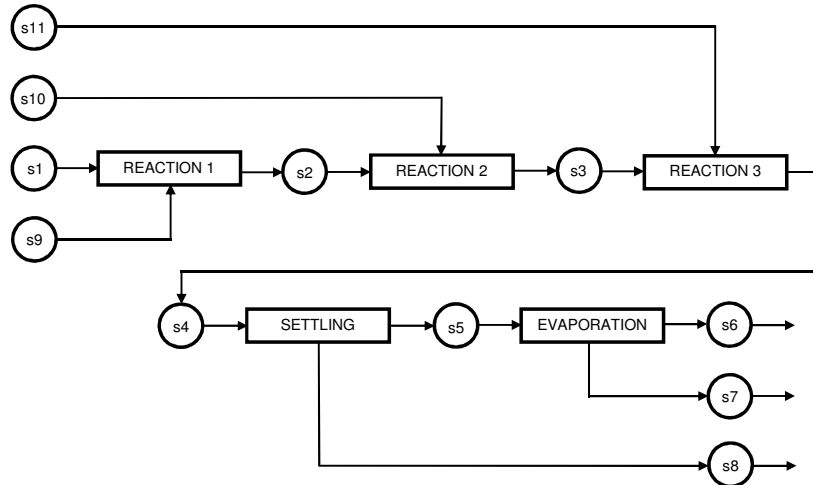 s11
s10
s1
REACTION 1
s2
REACTION 2
s3
REACTION 3
s9
s4
SETTLING
s5
EVAPORATION
s6
s7
s8